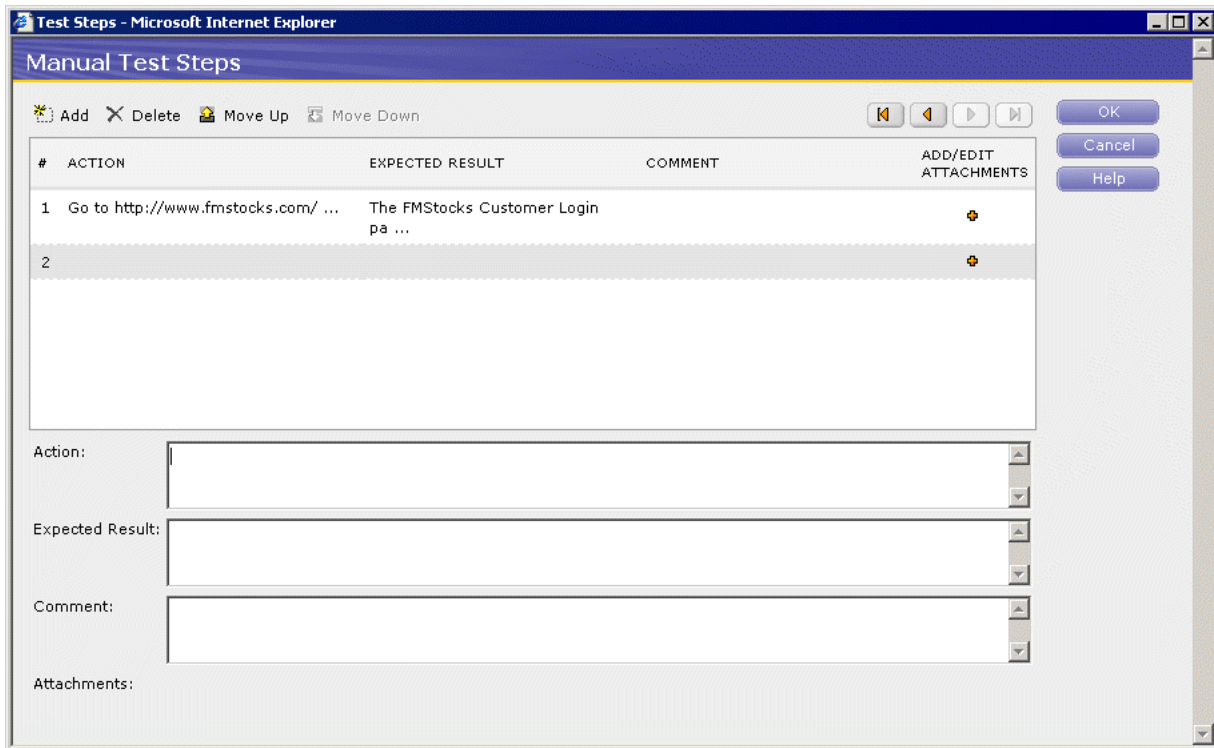 Test Steps - Microsoft Internet Explorer
Manual Test Steps
Add Delete Move Up Move Down
OK
Cancel
Help
# ACTION EXPECTED RESULT COMMENT ADD/EDIT
ATTACHMENTS
1 Go to http://www.fmstocks.com/ ... The FMStocks Customer Login
pa ...
2
Action:
Expected Result:
Comment:
Attachments: